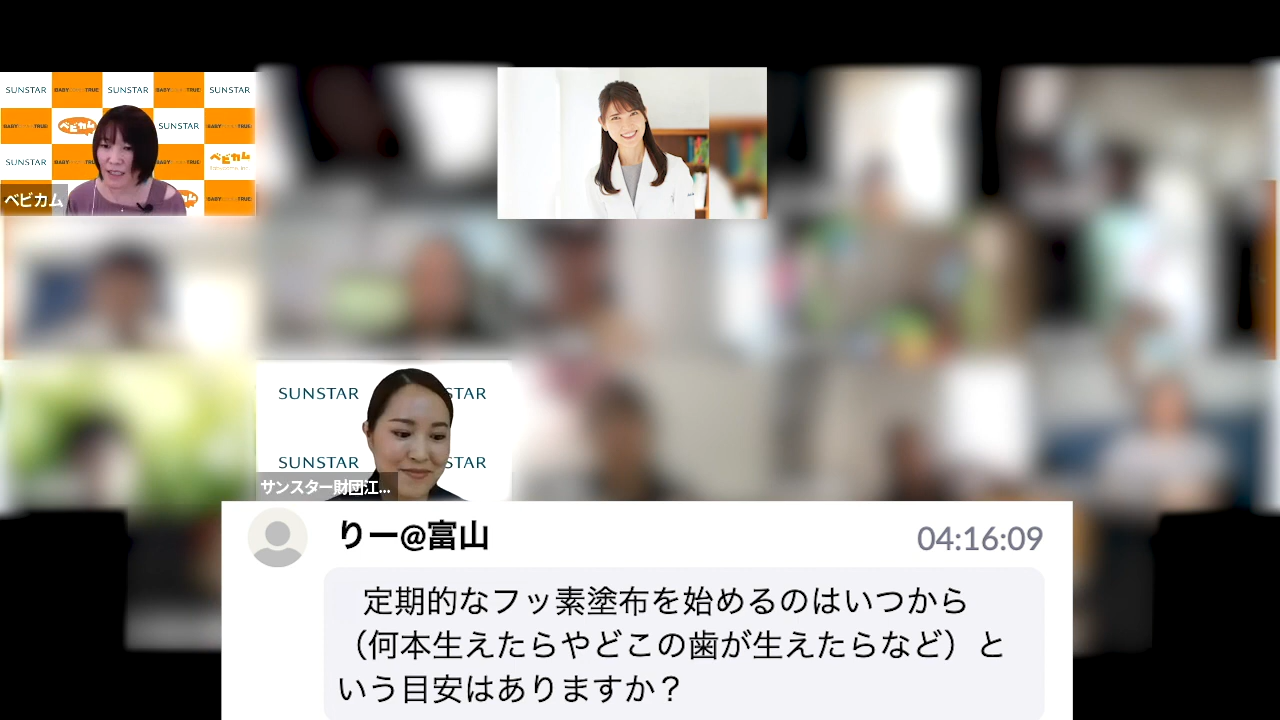 SUNSTAR
SUNSTAR
SUNSTAR
ベビカム
SUNSTAR
SUNSTAR
ベビカム
ベビカム
SUNSTAR
STAR
SUNSTAR
STAR
サンスター財団江...
りー@富山
04:16:09
定期的なフッ素塗布を始めるのはいつから
（何本生えたらやどこの歯が生えたらなど）と
いう目安はありますか？